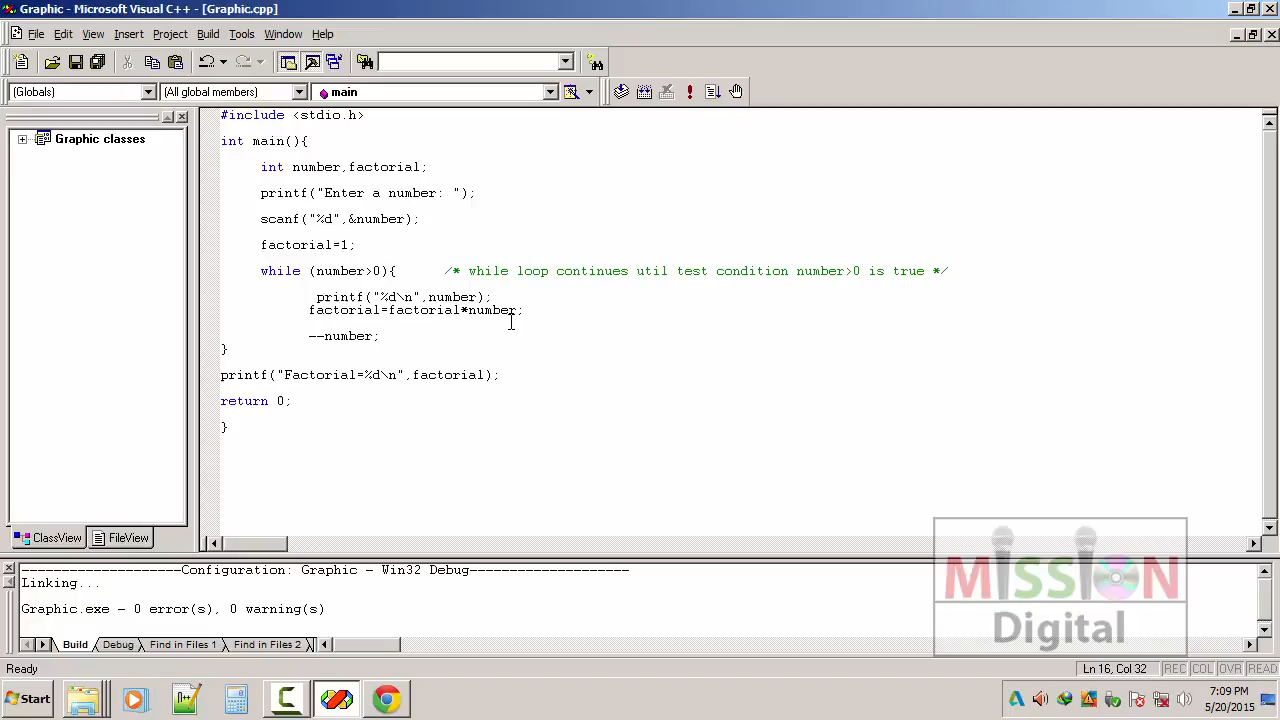 Graphic - Microsoft Visual C++ - [Graphic.cpp]
File Edit View Insert Project Build Tools Window Help
(Globals) (All global members) main
Graphic classes
#include <stdio.h>
int main(){
int number,factorial;
printf("Enter a number: ");
scanf("%d",&number);
factorial=1;
while (number>0){ /* while loop continues util test condition number>0 is true */
printf("%d\n",number);
factorial=factorial*number;
--number;
}
printf("Factorial=%d\n",factorial);
return 0;
}
ClassView FileView
--------------------Configuration: Graphic - Win32 Debug--------------------
Linking...
Graphic.exe - 0 error(s), 0 warning(s)
Build Debug Find in Files 1 Find in Files 2
MISSION
Digital
Ready Ln 16, Col 32 REC COL OVR READ
Start 7:09 PM
5/20/2015